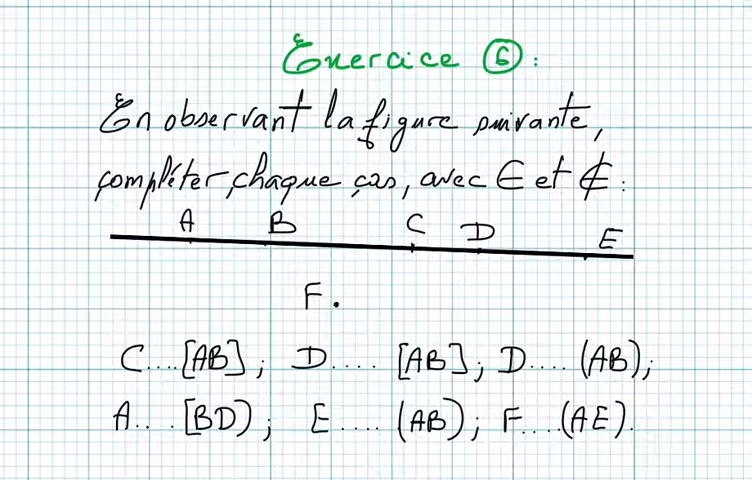 Exercice 6 :
En observant la figure suivante,
compléter, chaque cas, avec ∈ et ∉ :
A B C D E
F .
C .... [AB] ; D .... [AB] ; D .... (AB) ;
A .. . [BD) ; E .... (AB) ; F ... (AE).